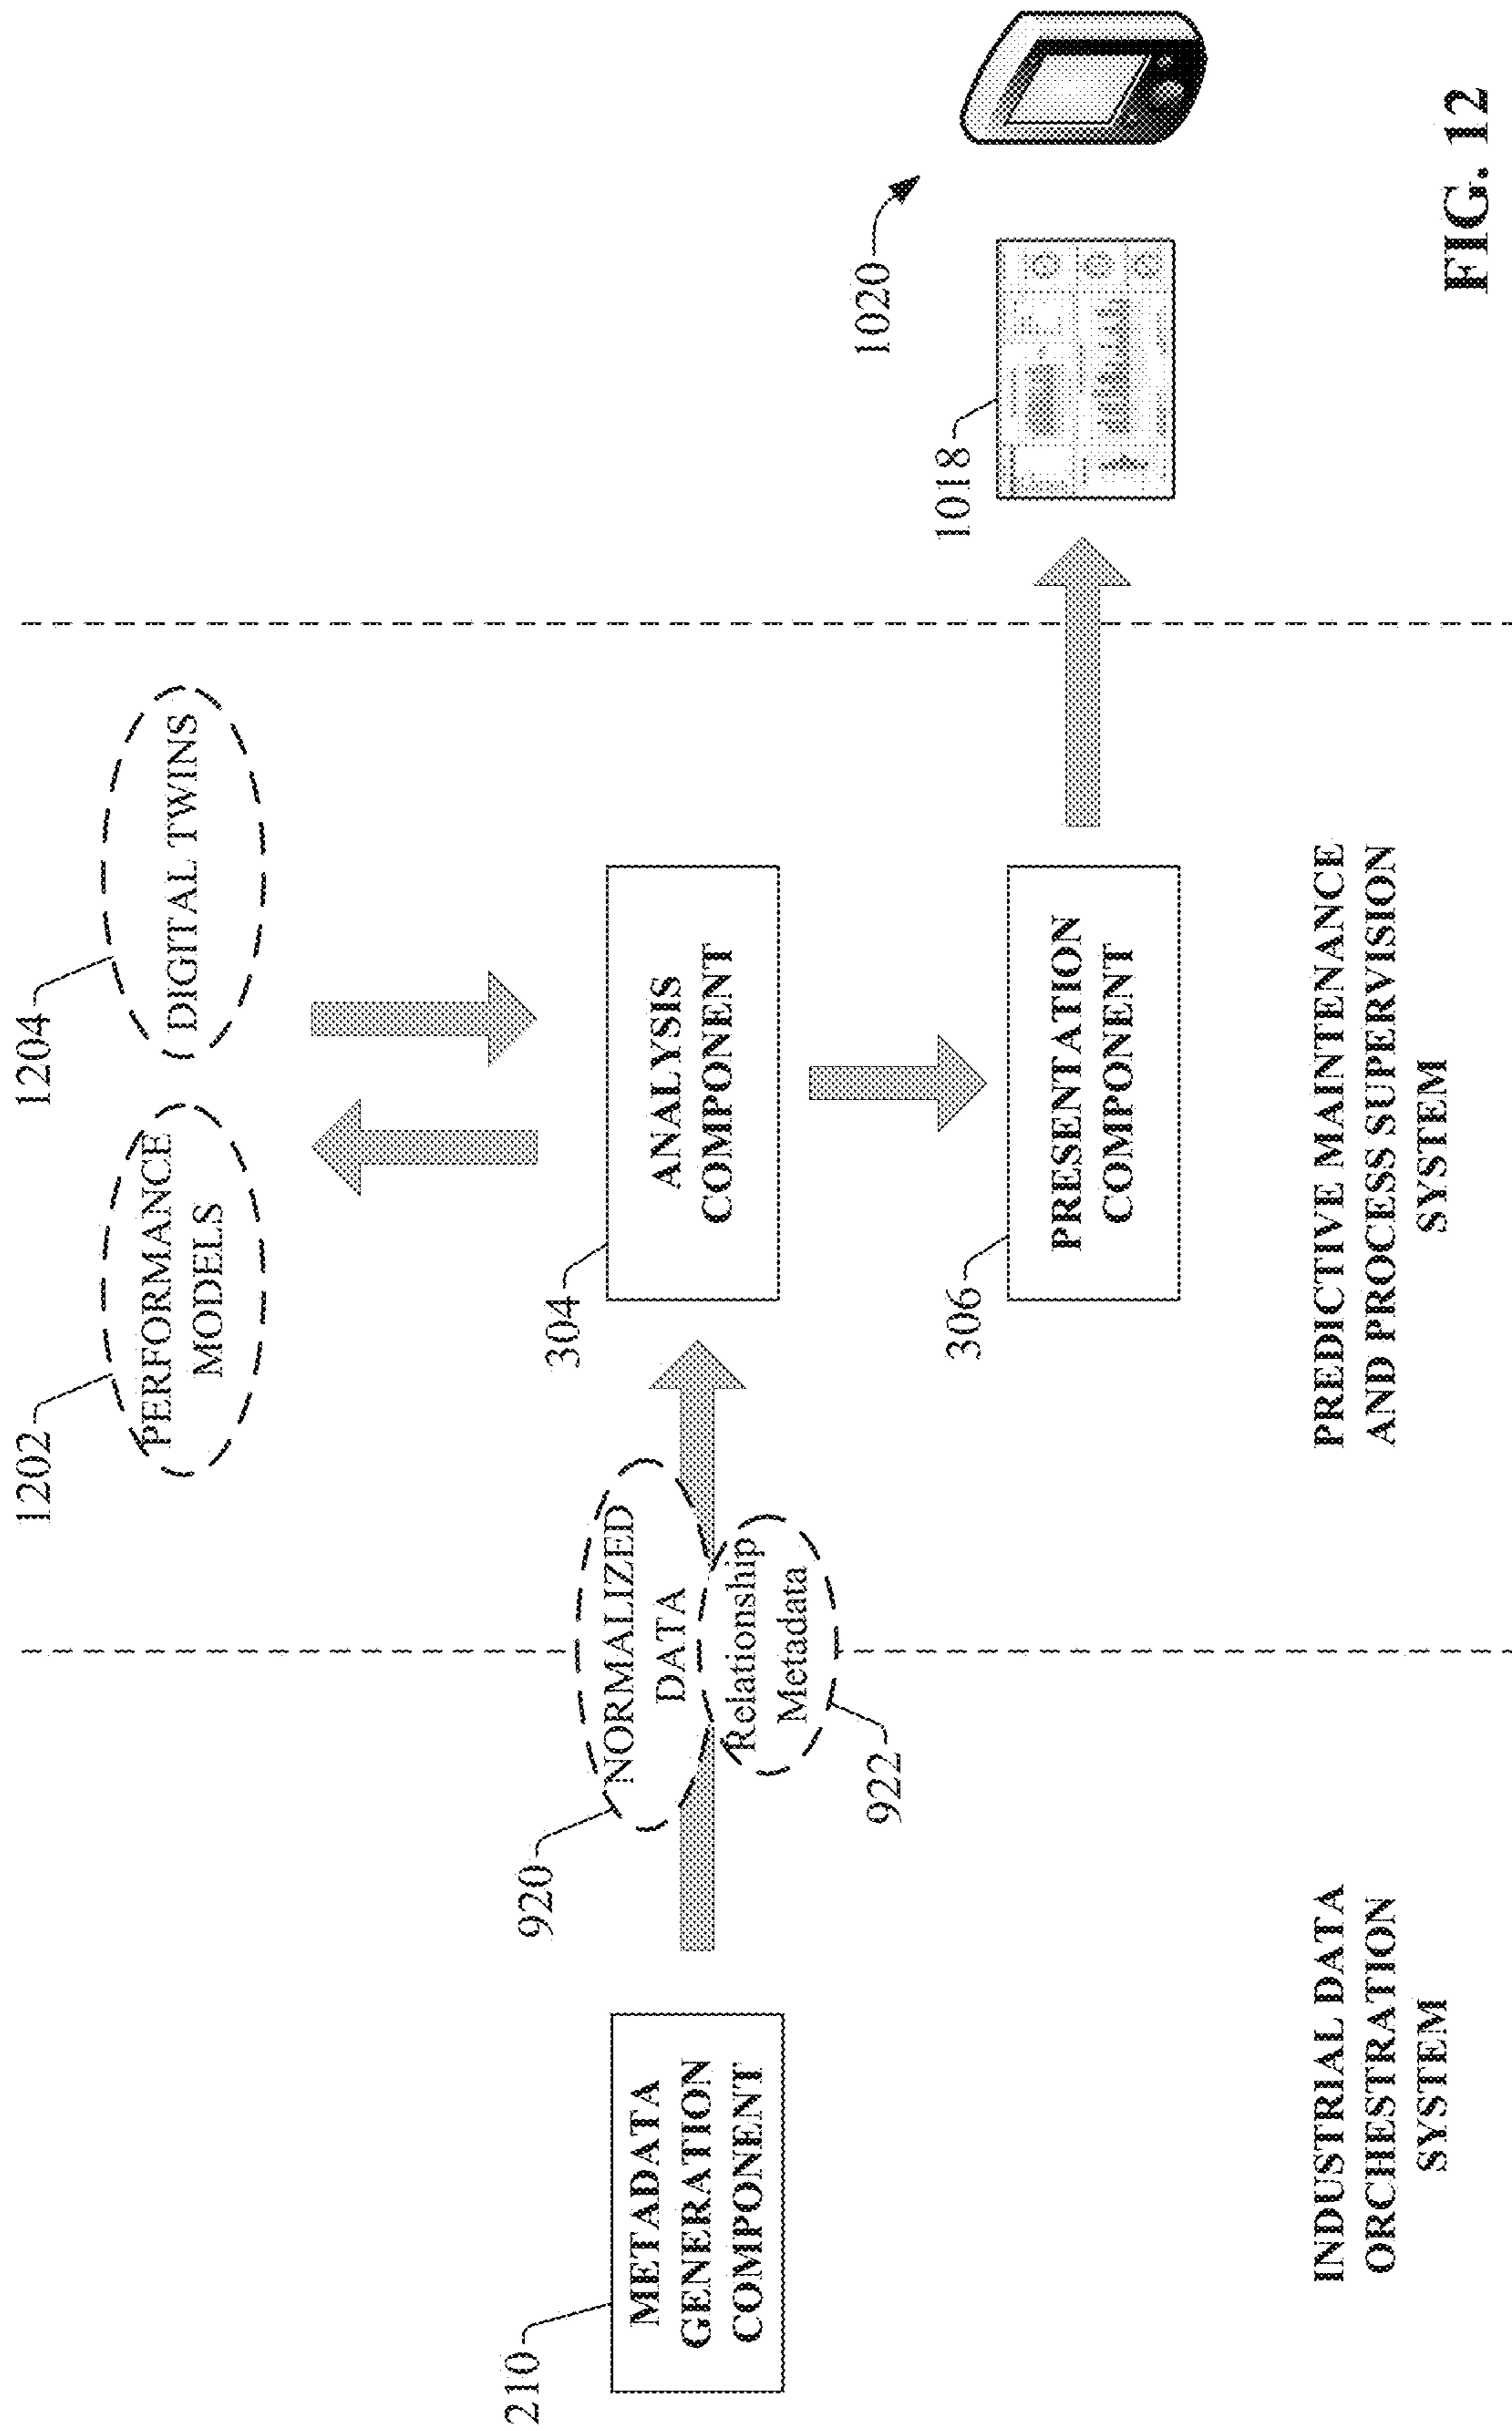 1202
PERFORMANCE
MODELS
1204
DIGITAL TWINS
210
METADATA
GENERATION
COMPONENT
920
NORMALIZED
DATA
Relationship
Metadata
922
304
ANALYSIS
COMPONENT
306
PRESENTATION
COMPONENT
1018
1020
INDUSTRIAL DATA
ORCHESTRATION
SYSTEM
PREDICTIVE MAINTENANCE
AND PROCESS SUPERVISION
SYSTEM
FIG. 12